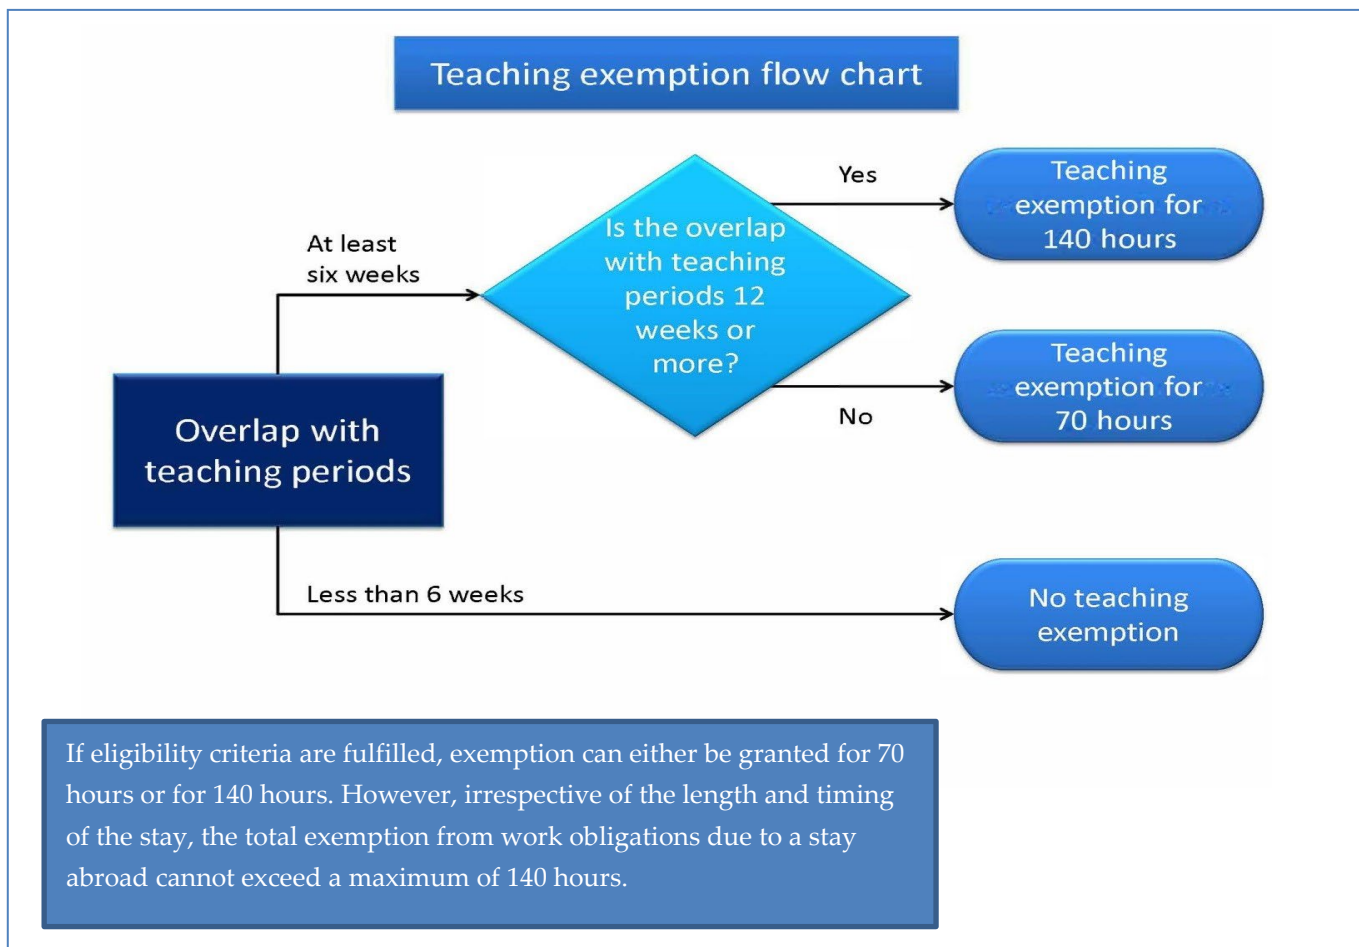 Teaching exemption flow chart
At least
six weeks
Is the overlap
with teaching
periods 12
weeks or
more?
Yes
Teaching
exemption for
140 hours
No
Teaching
exemption for
70 hours
Overlap with
teaching periods
Less than 6 weeks
No teaching
exemption
If eligibility criteria are fulfilled, exemption can either be granted for 70
hours or for 140 hours. However, irrespective of the length and timing
of the stay, the total exemption from work obligations due to a stay
abroad cannot exceed a maximum of 140 hours.